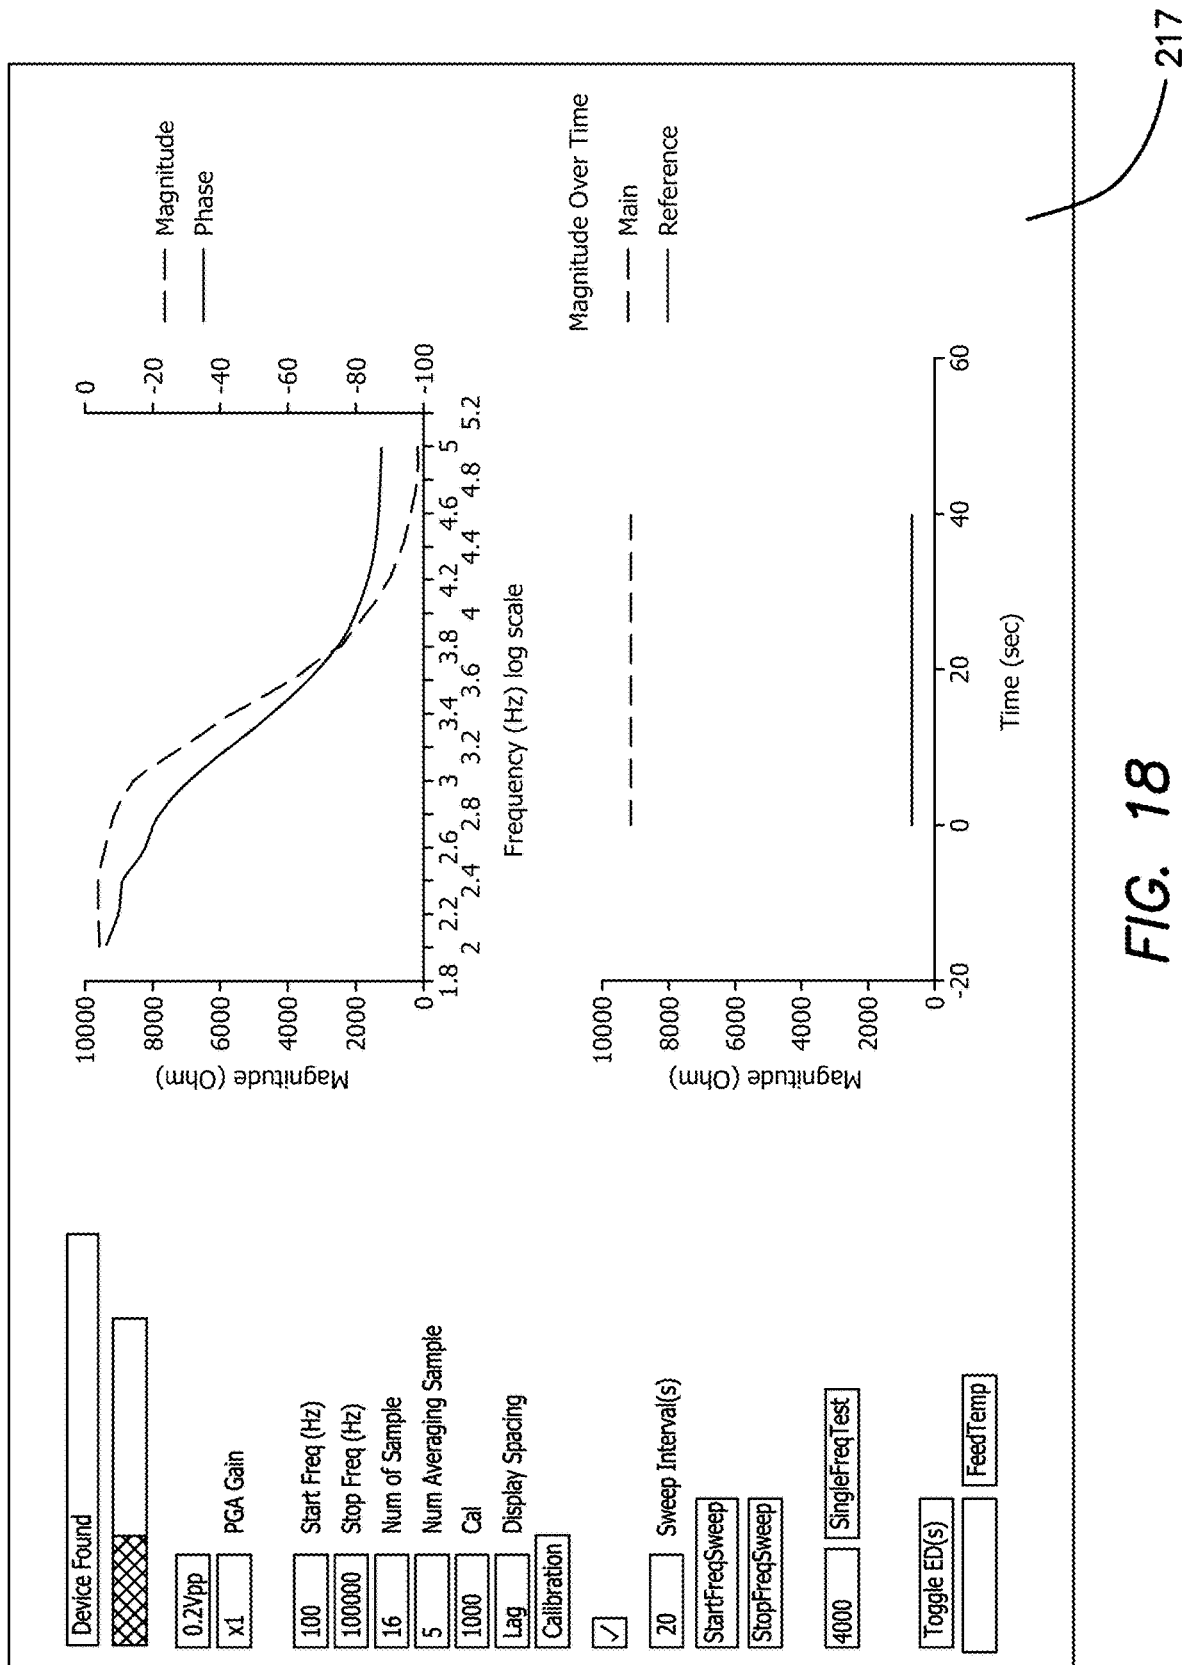 Device Found
0.2Vpp
x1 PGA Gain
100 Start Freq (Hz)
100000 Stop Freq (Hz)
16 Num of Sample
5 Num Averaging Sample
1000 Cal
Lag Display Spacing
Calibration
✓
20 Sweep Interval(s)
StartFreqSweep
StopFreqSweep
4000 SingleFreqTest
Toggle ED(s)
FeedTemp
Magnitude (Ohm)
10000
8000
6000
4000
2000
0
1.8 2 2.2 2.4 2.6 2.8 3 3.2 3.4 3.6 3.8 4 4.2 4.4 4.6 4.8 5 5.2
Frequency (Hz) log scale
0
-20
-40
-60
-80
-100
Magnitude
Phase
Magnitude (Ohm)
10000
8000
6000
4000
2000
0
-20 0 20 40 60
Time (sec)
Magnitude Over Time
Main
Reference
217
FIG. 18